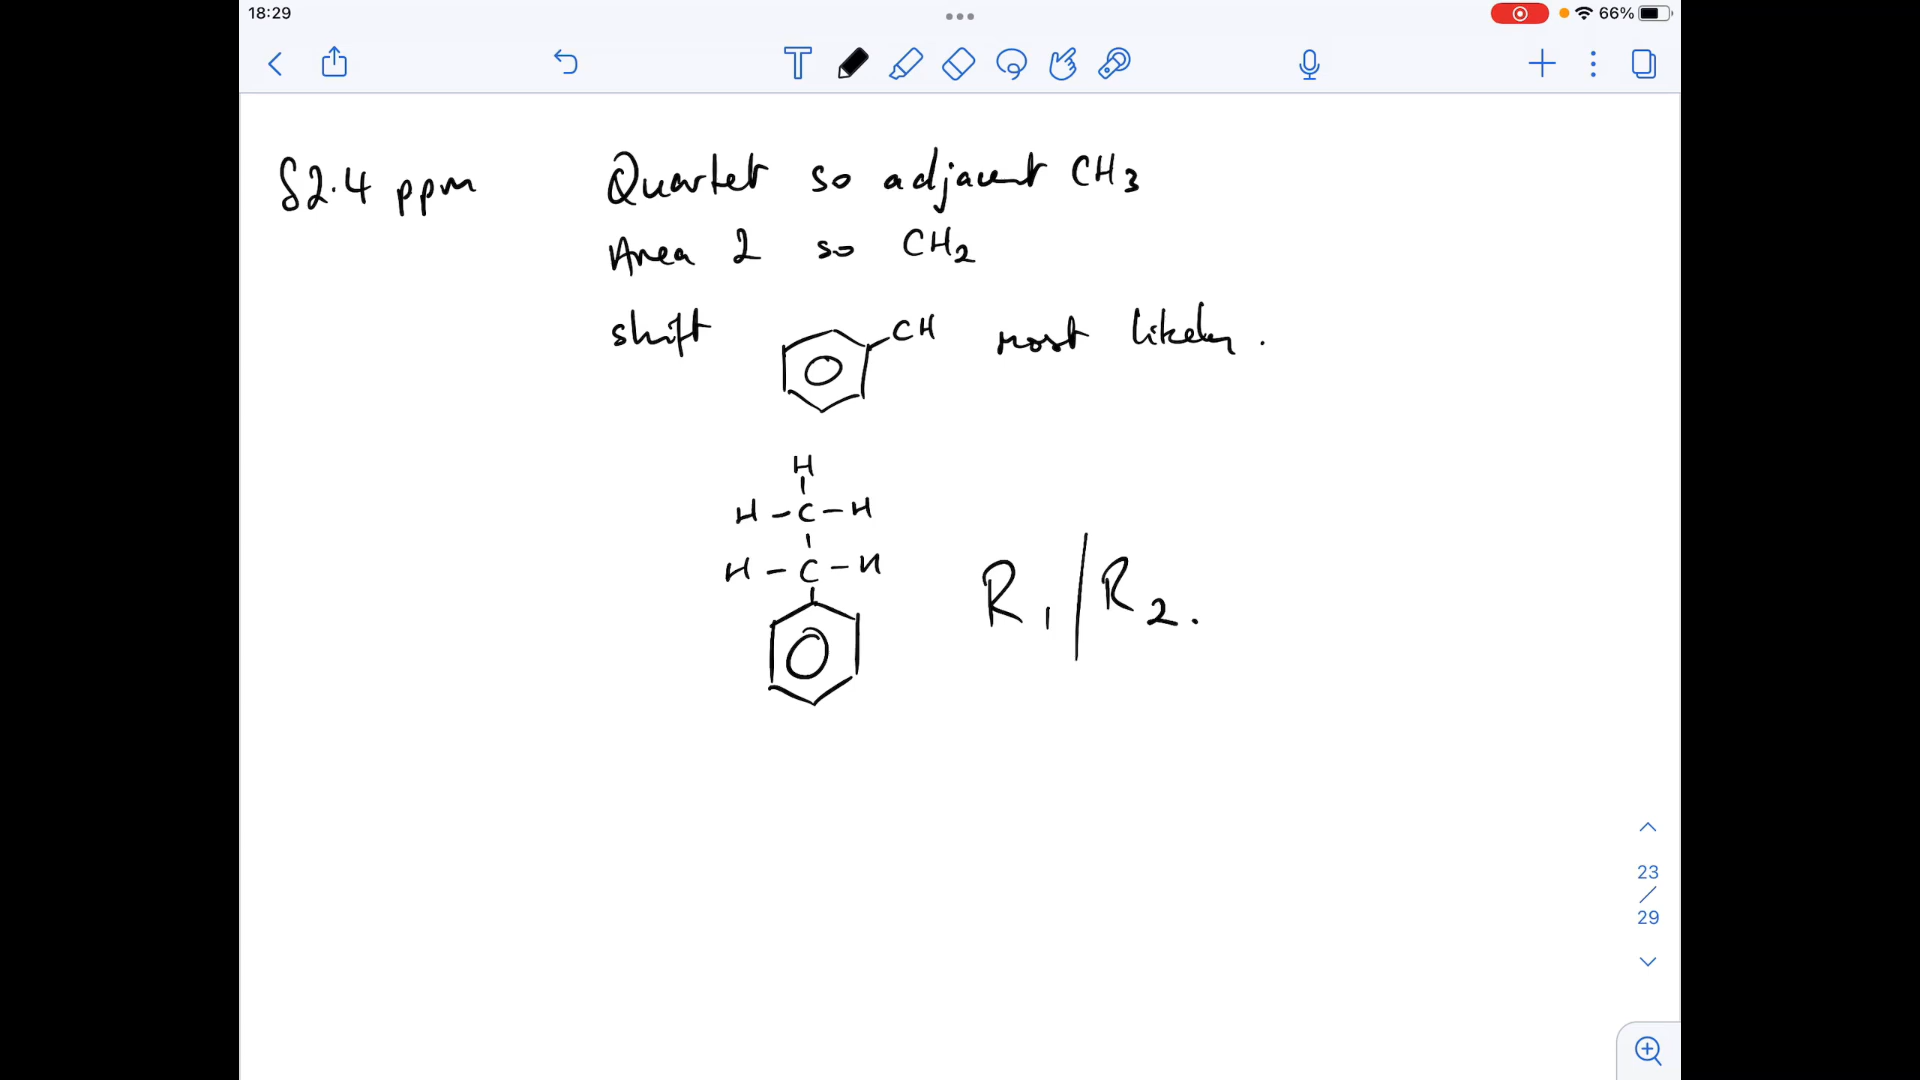 18:29
66%
δ2.4 ppm Quartet so adjacent CH3
Area 2 so CH2
shift CH most likely.
H
H - C - H
H - C - H
R1/R2.
23
/
29